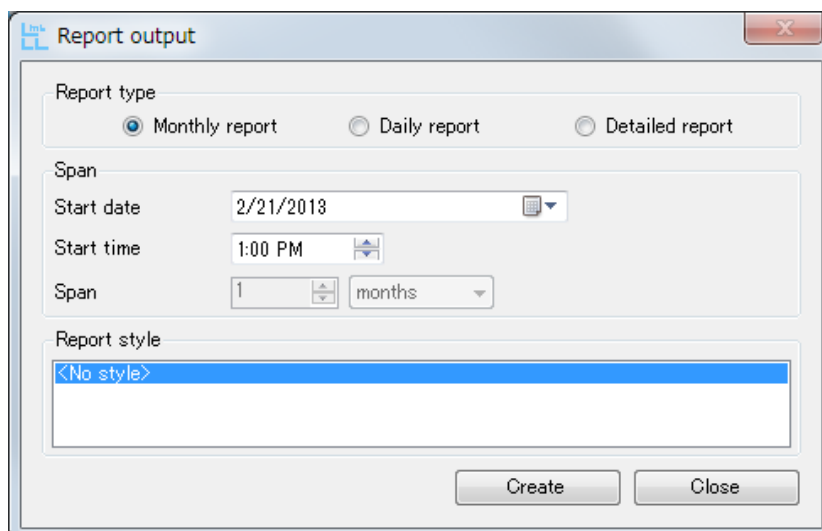 Report output
Report type
Monthly report Daily report Detailed report
Span
Start date 2/21/2013
Start time 1:00 PM
Span 1 months
Report style
<No style>
Create Close